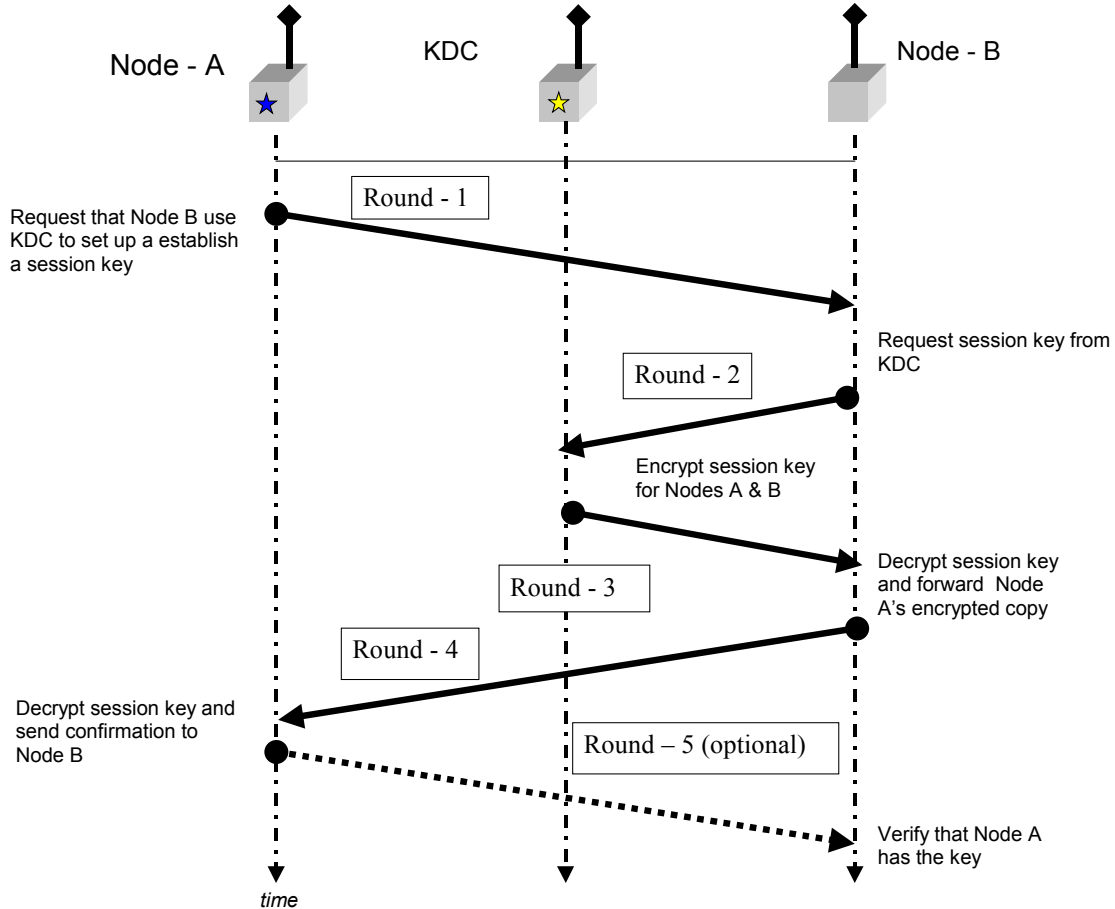 Node - A
KDC
Node - B
Round - 1
Request that Node B use
KDC to set up a establish
a session key
Request session key from
KDC
Round - 2
Encrypt session key
for Nodes A & B
Decrypt session key
and forward  Node
A's encrypted copy
Round - 3
Round - 4
Decrypt session key and
send confirmation to
Node B
Round – 5 (optional)
Verify that Node A
has the key
time